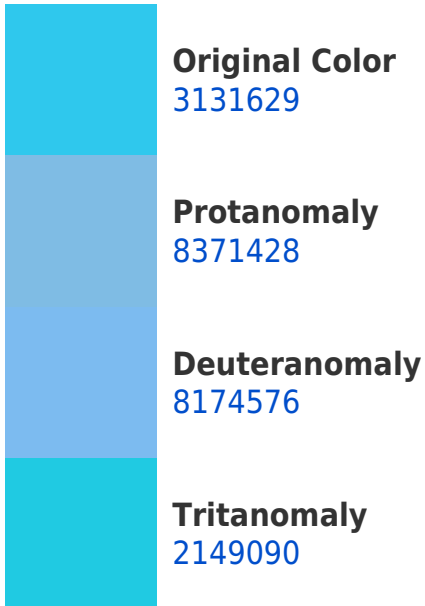 Original Color
3131629
Protanomaly
8371428
Deuteranomaly
8174576
Tritanomaly
2149090